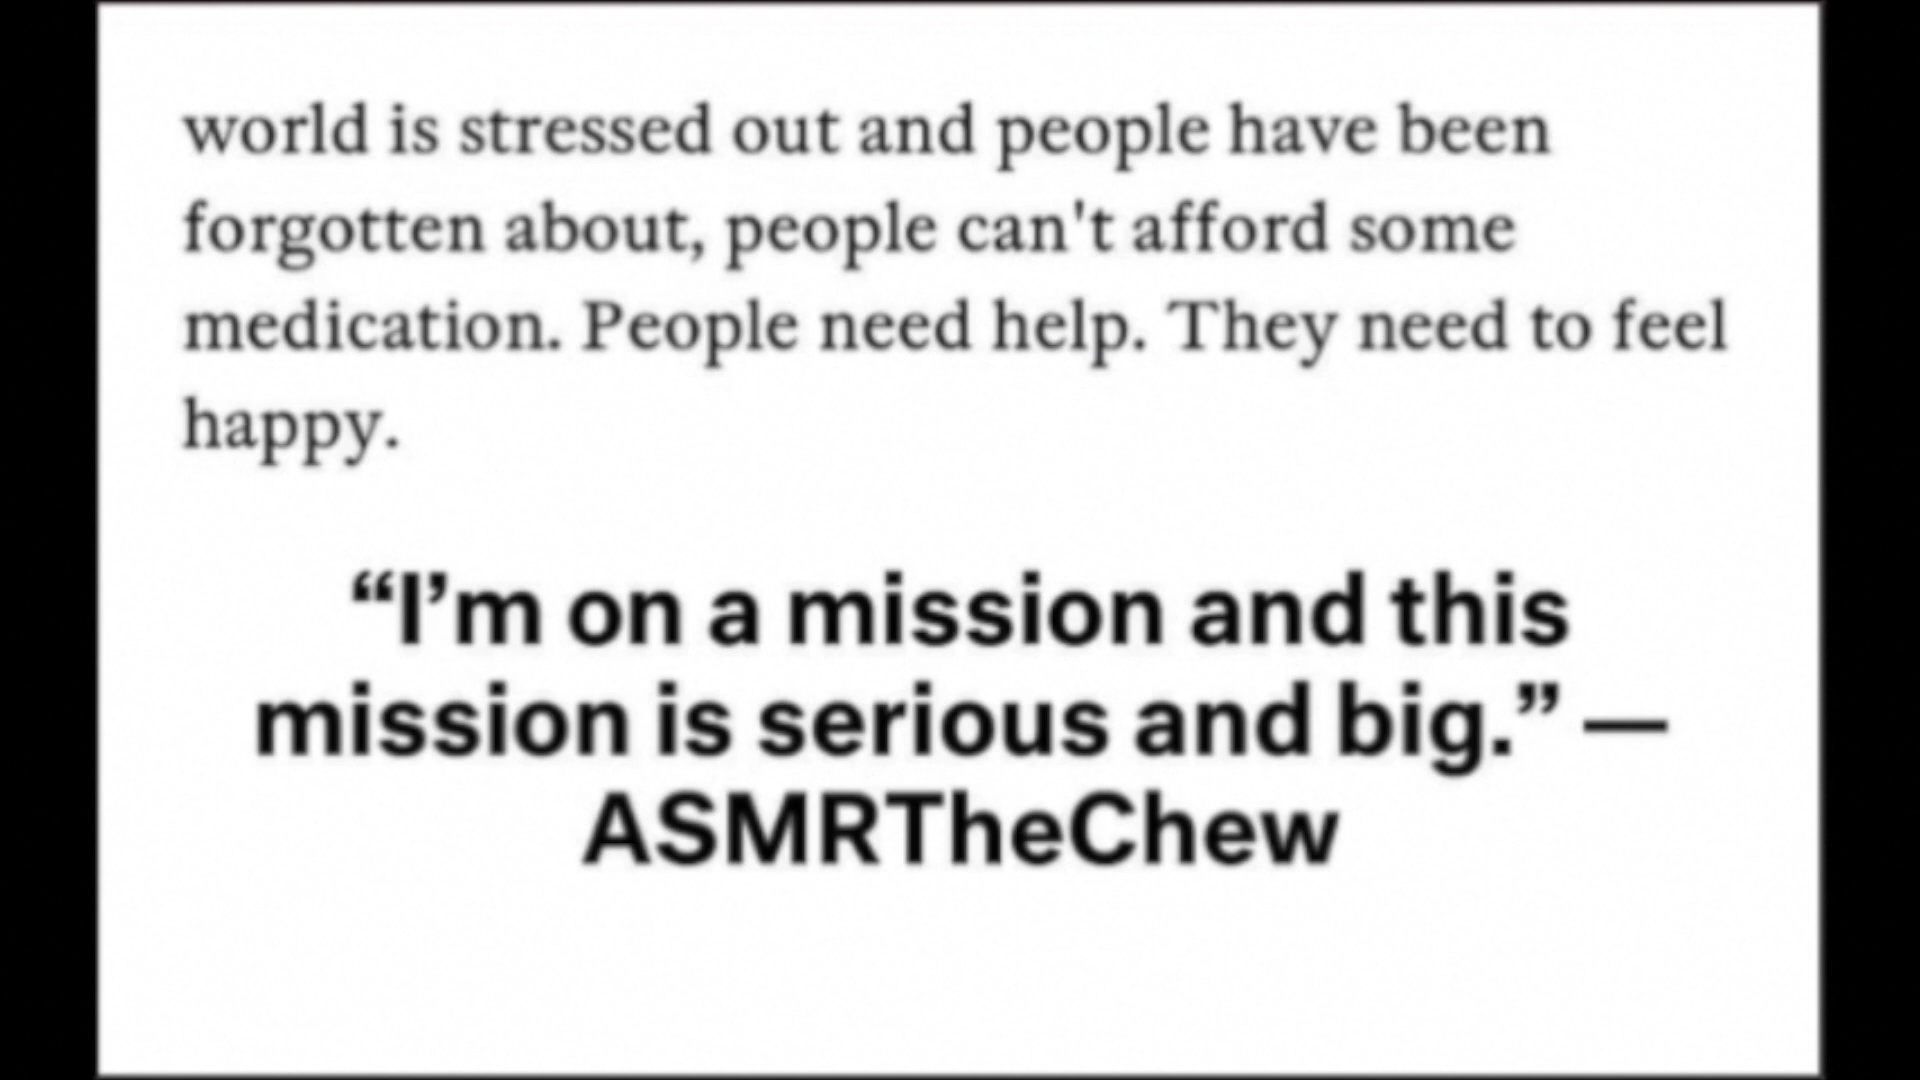 world is stressed out and people have been
forgotten about, people can't afford some
medication. People need help. They need to feel
happy.
“I’m on a mission and this
mission is serious and big.” —
ASMRTheChew